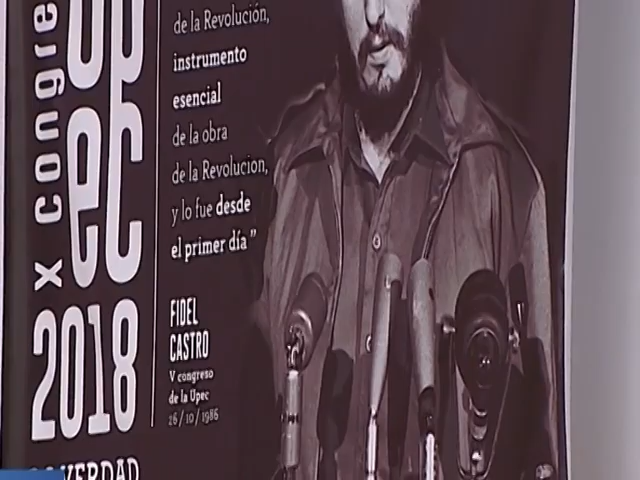 X congre
upec
2018
VERDAD
de la Revolución,
instrumento
esencial
de la obra
de la Revolucion,
y lo fue desde
el primer día"
FIDEL
CASTRO
V congreso
de la Upec
26/10/1986